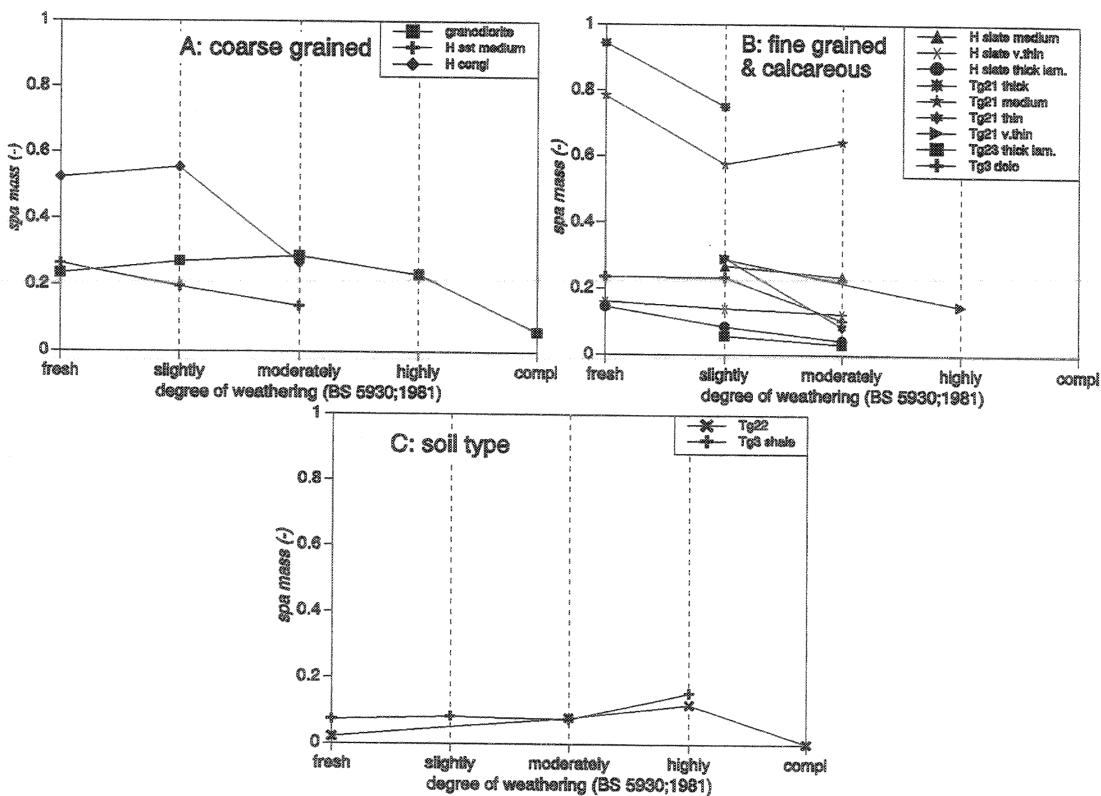 A: coarse grained
granodiorite
H sst medium
H congl
spa mass (-)
1
0.8
0.6
0.4
0.2
0
fresh slightly moderately highly compl
degree of weathering (BS 5930;1981)
B: fine grained
& calcareous
H slate medium
H slate v.thin
H slate thick lam.
Tg21 thick
Tg21 medium
Tg21 thin
Tg21 v.thin
Tg23 thick lam.
Tg3 dolo
spa mass (-)
1
0.8
0.6
0.4
0.2
0
fresh slightly moderately highly compl
degree of weathering (BS 5930;1981)
C: soil type
Tg22
Tg3 shale
spa mass (-)
1
0.8
0.6
0.4
0.2
0
fresh slightly moderately highly compl
degree of weathering (BS 5930;1981)